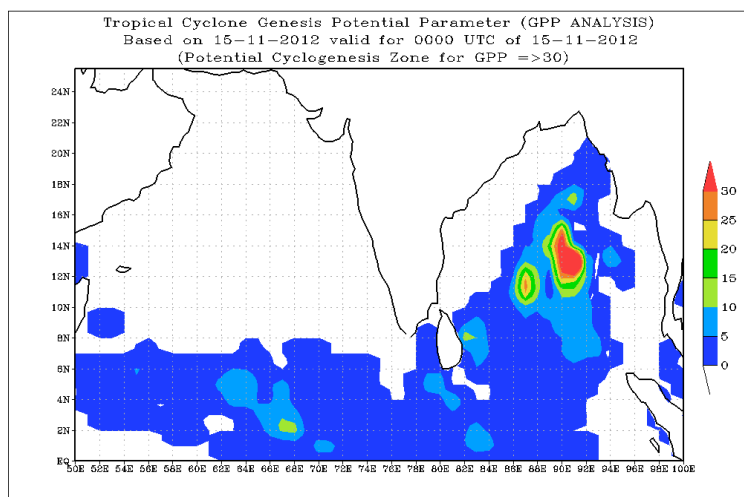 Tropical Cyclone Genesis Potential Parameter (GPP ANALYSIS)
Based on 15-11-2012 valid for 0000 UTC of 15-11-2012
(Potential Cyclogenesis Zone for GPP =>30)
24N
22N
20N
18N
16N
14N
12N
10N
8N
6N
4N
2N
EQ
50E 52E 54E 56E 58E 60E 62E 64E 66E 68E 70E 72E 74E 76E 78E 80E 82E 84E 86E 88E 90E 92E 94E 96E 98E 100E
30
25
20
15
10
5
0